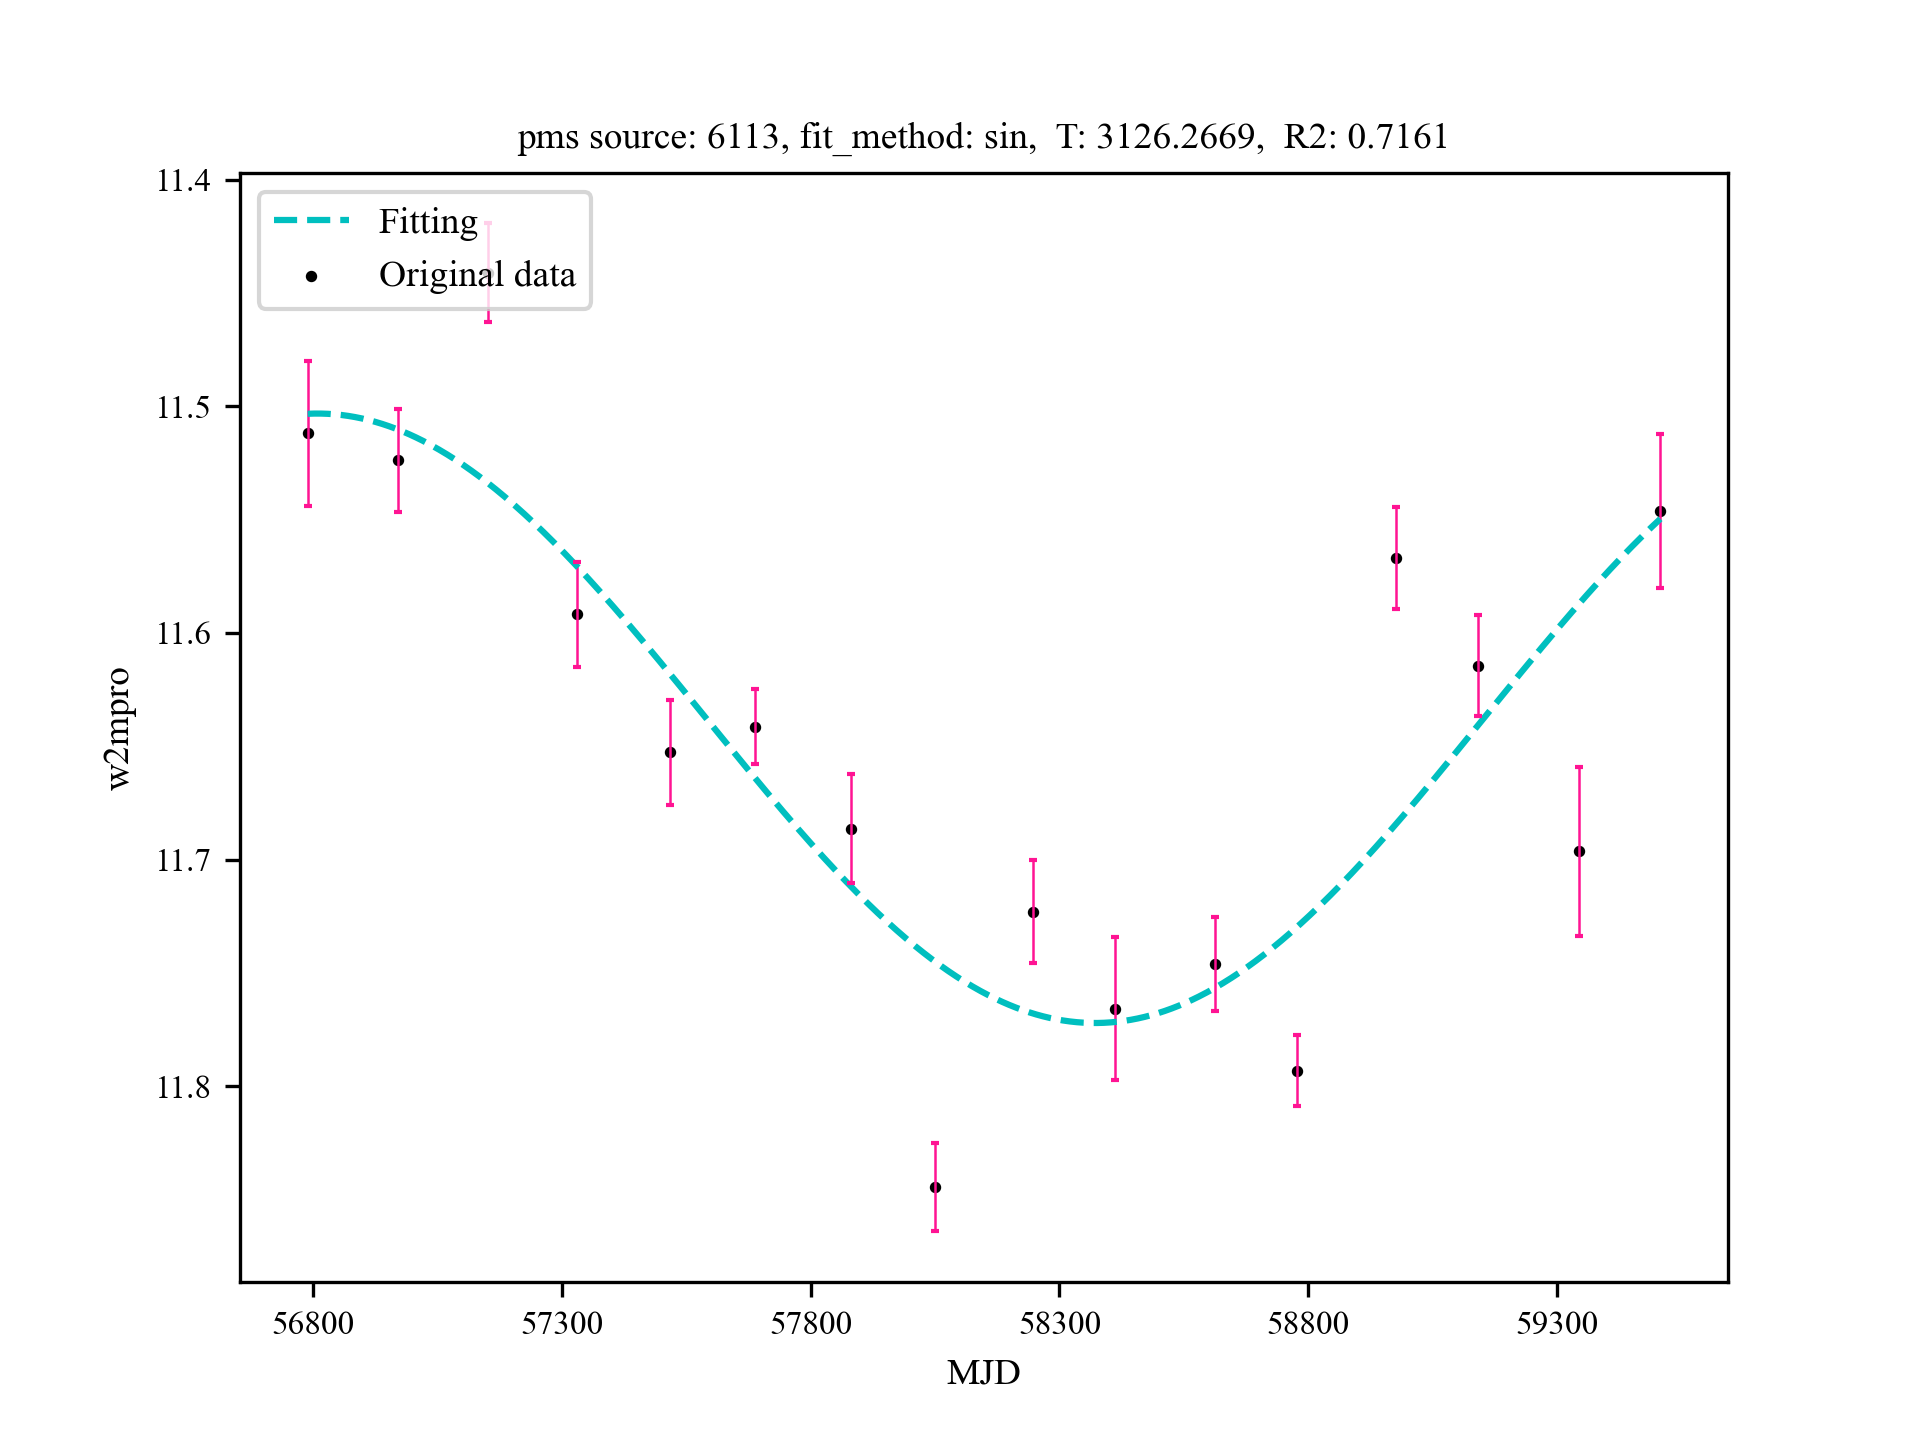 pms source: 6113, fit_method: sin,  T: 3126.2669,  R2: 0.7161
Fitting
Original data
11.4
11.5
11.6
11.7
11.8
w2mpro
56800
57300
57800
58300
58800
59300
MJD